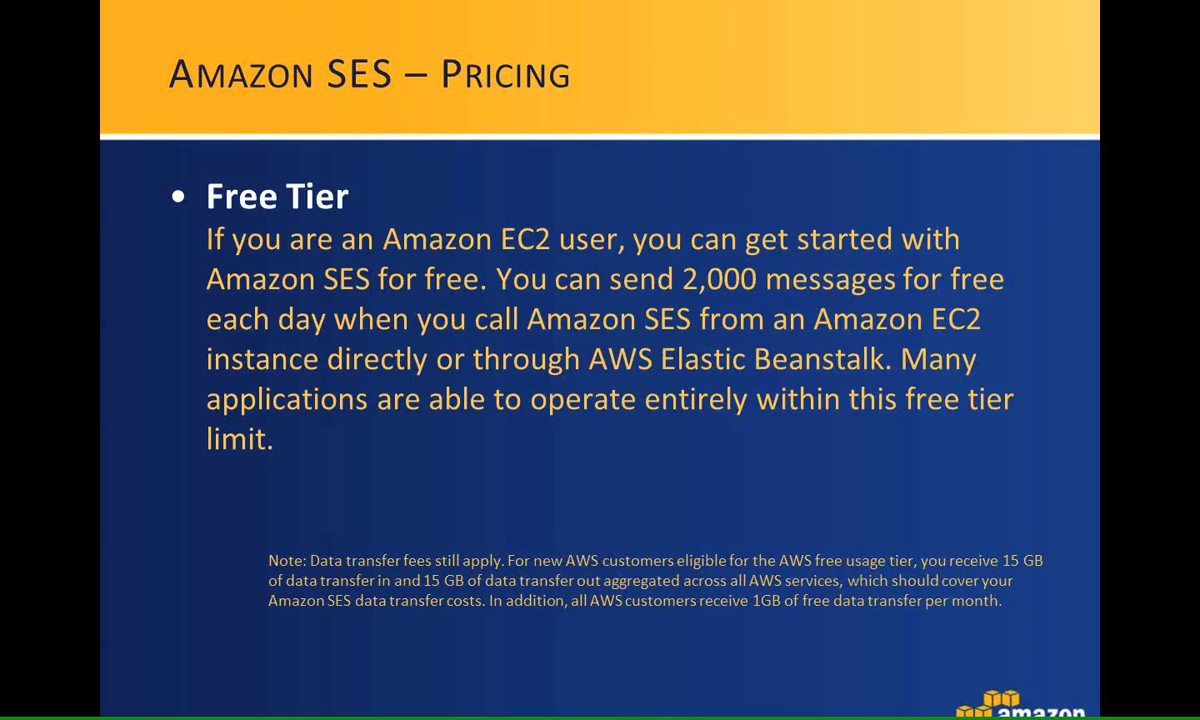 AMAZON SES – PRICING
• Free Tier
If you are an Amazon EC2 user, you can get started with
Amazon SES for free. You can send 2,000 messages for free
each day when you call Amazon SES from an Amazon EC2
instance directly or through AWS Elastic Beanstalk. Many
applications are able to operate entirely within this free tier
limit.
Note: Data transfer fees still apply. For new AWS customers eligible for the AWS free usage tier, you receive 15 GB
of data transfer in and 15 GB of data transfer out aggregated across all AWS services, which should cover your
Amazon SES data transfer costs. In addition, all AWS customers receive 1GB of free data transfer per month.
amazon